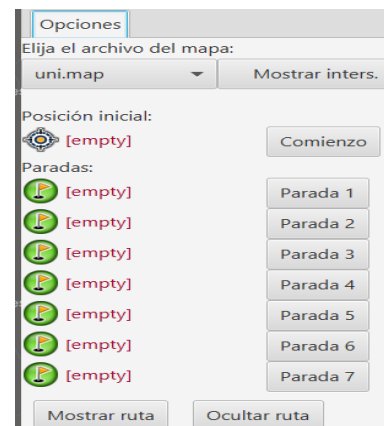 Opciones
Elija el archivo del mapa:
uni.map Mostrar inters.
Posición inicial:
[empty] Comienzo
Paradas:
[empty] Parada 1
[empty] Parada 2
[empty] Parada 3
[empty] Parada 4
[empty] Parada 5
[empty] Parada 6
[empty] Parada 7
Mostrar ruta Ocultar ruta